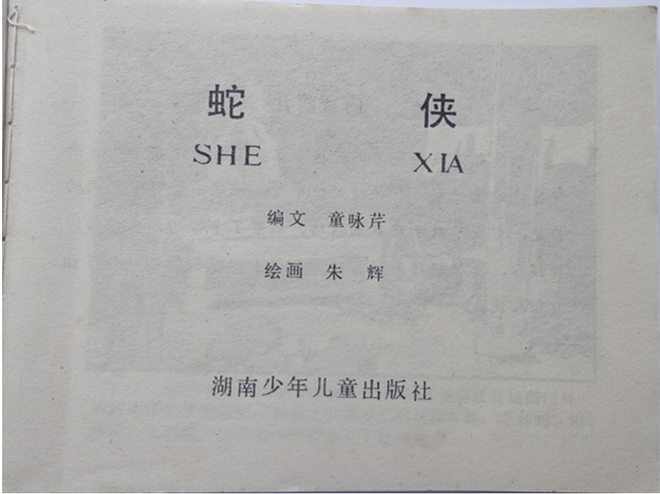 蛇 侠
SHE XIA
编文 童咏芹
绘画 朱辉
湖南少年儿童出版社